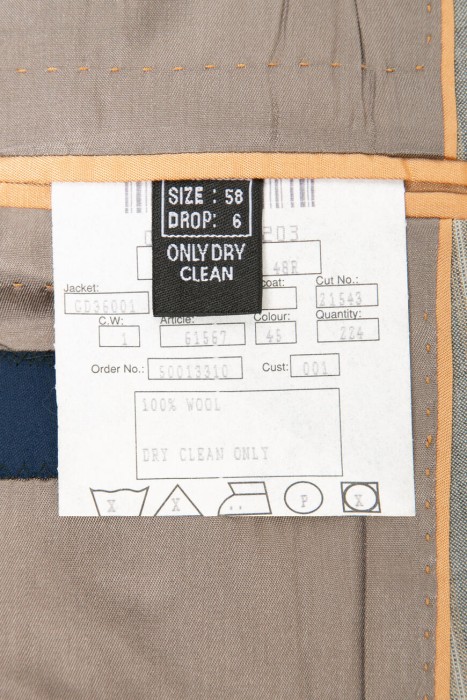 SIZE : 58
DROP: 6
ONLY DRY
CLEAN
203
48R
Jacket: Cut No.:
GD36001 21543
C.W: Article: Colour: Quantity:
1 61567 45 224
Order No.: 50013310 Cust: 001
100% WOOL
DRY CLEAN ONLY
X X P X